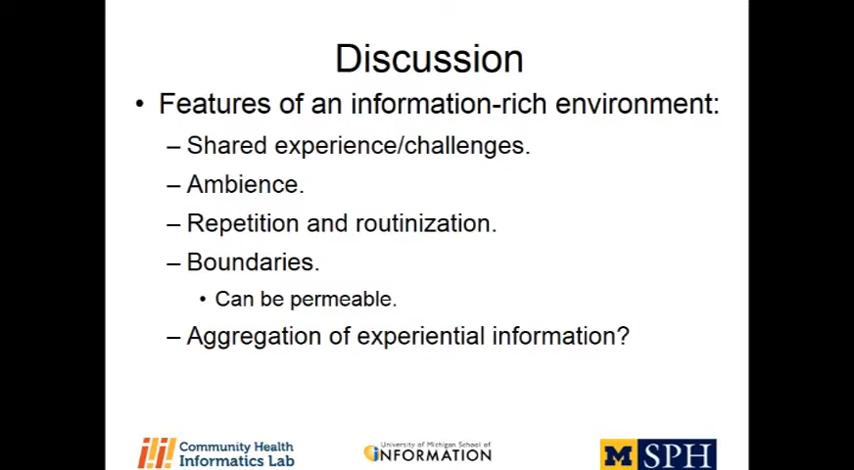 Discussion
• Features of an information-rich environment:
– Shared experience/challenges.
– Ambience.
– Repetition and routinization.
– Boundaries.
• Can be permeable.
– Aggregation of experiential information?
Community Health
Informatics Lab
University of Michigan School of
INFORMATION
M SPH